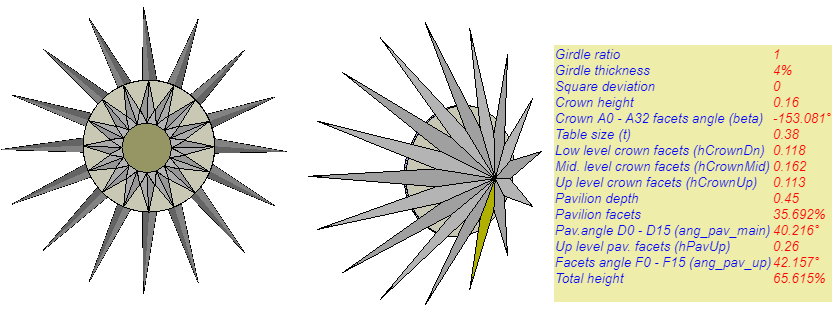 Girdle ratio 1
Girdle thickness 4%
Square deviation 0
Crown height 0.16
Crown A0 - A32 facets angle (beta) -153.081°
Table size (t) 0.38
Low level crown facets (hCrownDn) 0.118
Mid. level crown facets (hCrownMid) 0.162
Up level crown facets (hCrownUp) 0.113
Pavilion depth 0.45
Pavilion facets 35.692%
Pav.angle D0 - D15 (ang_pav_main) 40.216°
Up level pav. facets (hPavUp) 0.26
Facets angle F0 - F15 (ang_pav_up) 42.157°
Total height 65.615%